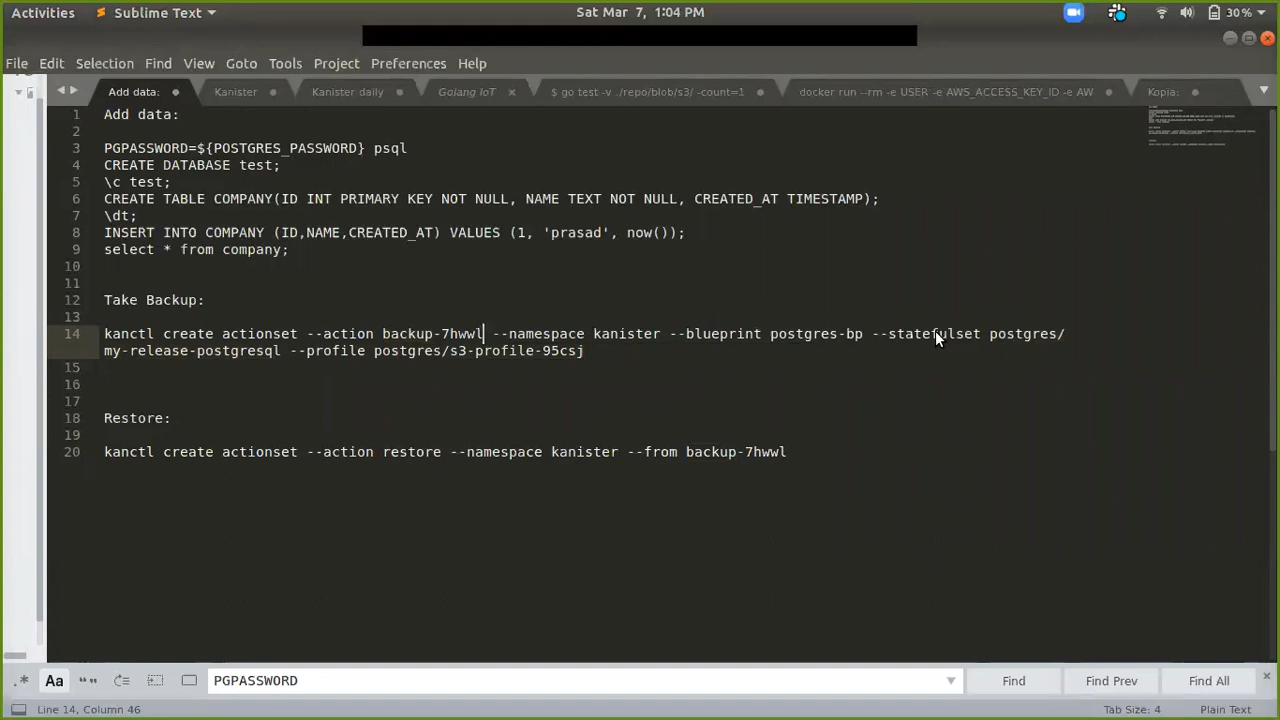 Activities Sublime Text Sat Mar 7, 1:04 PM 30%
File Edit Selection Find View Goto Tools Project Preferences Help
Add data: Kanister Kanister daily Golang IoT $ go test -v ./repo/blob/s3/ -count=1 docker run --rm -e USER -e AWS_ACCESS_KEY_ID -e AW Kopia:
1 Add data:
2
3 PGPASSWORD=${POSTGRES_PASSWORD} psql
4 CREATE DATABASE test;
5 \c test;
6 CREATE TABLE COMPANY(ID INT PRIMARY KEY NOT NULL, NAME TEXT NOT NULL, CREATED_AT TIMESTAMP);
7 \dt;
8 INSERT INTO COMPANY (ID,NAME,CREATED_AT) VALUES (1, 'prasad', now());
9 select * from company;
10
11
12 Take Backup:
13
14 kanctl create actionset --action backup-7hwwl --namespace kanister --blueprint postgres-bp --statefulset postgres/
my-release-postgresql --profile postgres/s3-profile-95csj
15
16
17
18 Restore:
19
20 kanctl create actionset --action restore --namespace kanister --from backup-7hwwl
.* Aa “” PGPASSWORD Find Find Prev Find All
Line 14, Column 46 Tab Size: 4 Plain Text